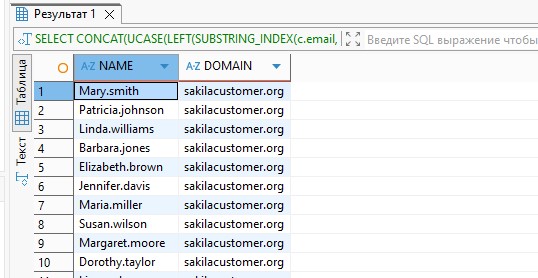 Результат 1
SELECT CONCAT(UCASE(LEFT(SUBSTRING_INDEX(c.email, Введите SQL выражение чтобы
Таблица
Текст
A-Z NAME A-Z DOMAIN
1 Mary.smith sakilacustomer.org
2 Patricia.johnson sakilacustomer.org
3 Linda.williams sakilacustomer.org
4 Barbara.jones sakilacustomer.org
5 Elizabeth.brown sakilacustomer.org
6 Jennifer.davis sakilacustomer.org
7 Maria.miller sakilacustomer.org
8 Susan.wilson sakilacustomer.org
9 Margaret.moore sakilacustomer.org
10 Dorothy.taylor sakilacustomer.org